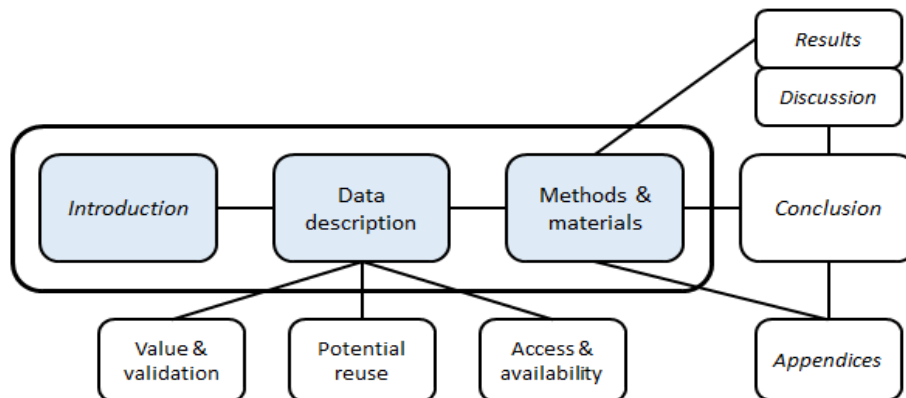 Results
Discussion
Introduction
Data
description
Methods &
materials
Conclusion
Value &
validation
Potential
reuse
Access &
availability
Appendices